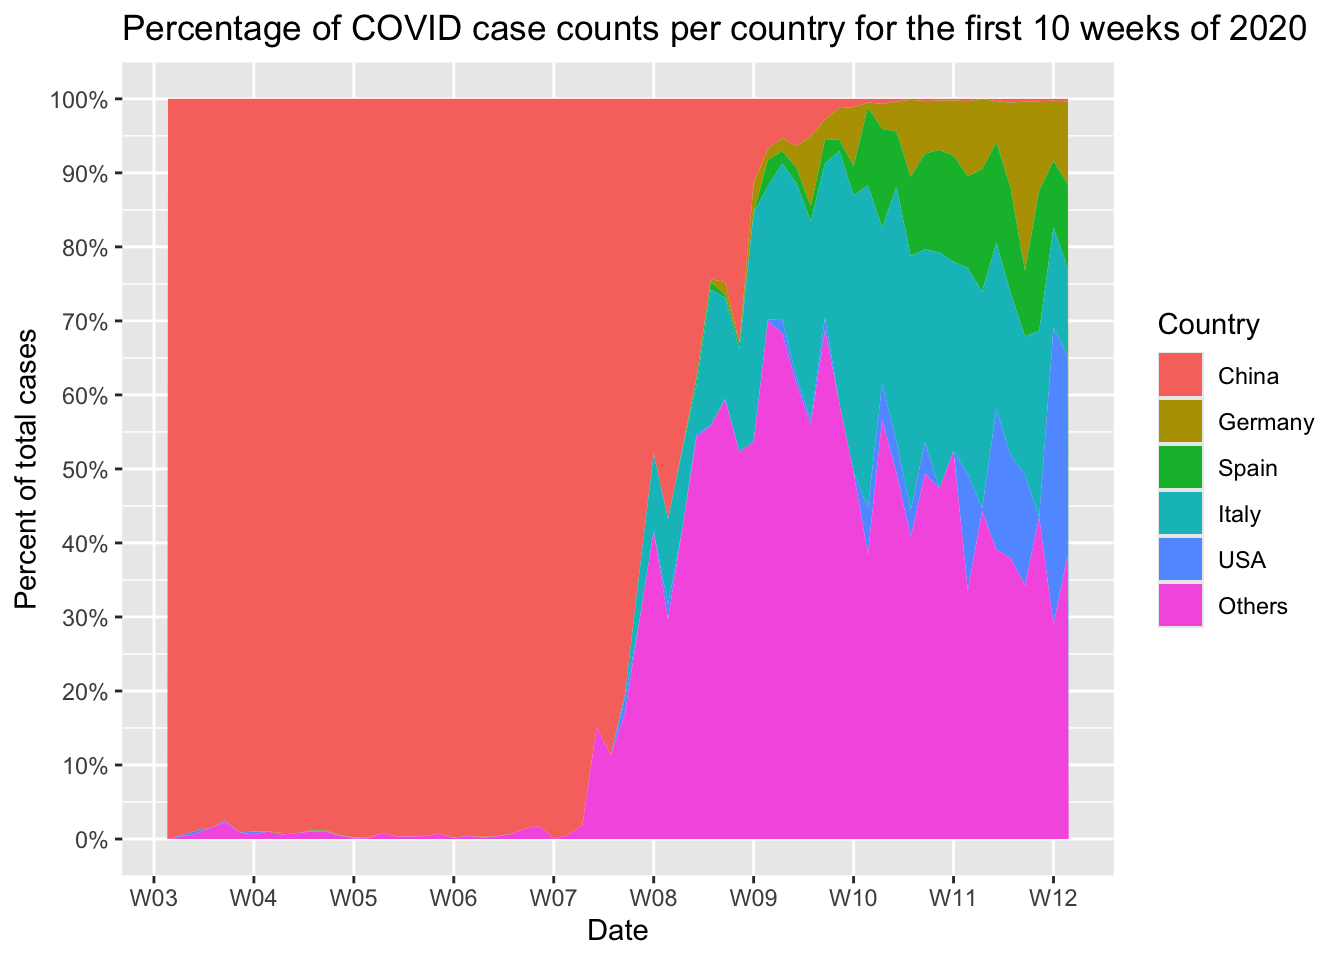 Percentage of COVID case counts per country for the first 10 weeks of 2020
100%
90%
80%
70%
60%
50%
40%
30%
20%
10%
0%
Percent of total cases
W03 W04 W05 W06 W07 W08 W09 W10 W11 W12
Date
Country
China
Germany
Spain
Italy
USA
Others